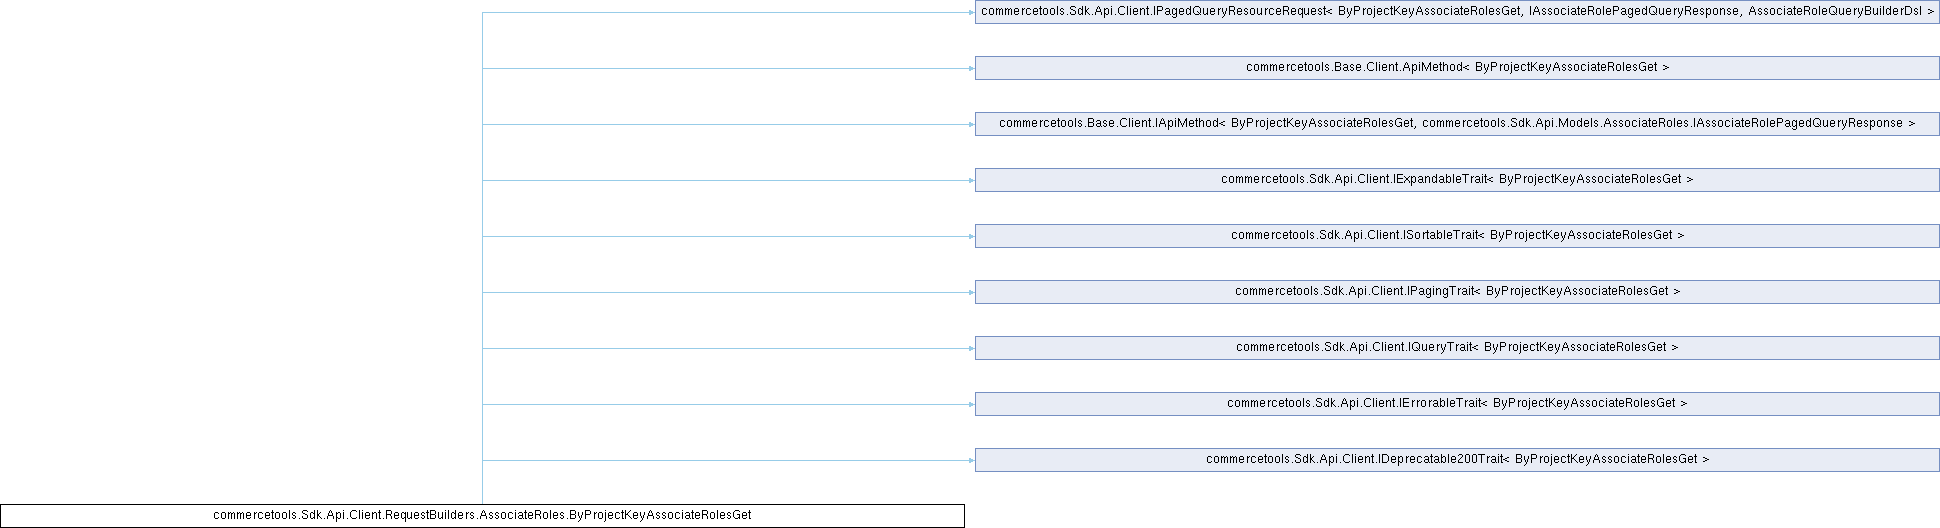 commercetools.Sdk.Api.Client.IPagedQueryResourceRequest< ByProjectKeyAssociateRolesGet, IAssociateRolePagedQueryResponse, AssociateRoleQueryBuilderDsl >
commercetools.Base.Client.ApiMethod< ByProjectKeyAssociateRolesGet >
commercetools.Base.Client.IApiMethod< ByProjectKeyAssociateRolesGet, commercetools.Sdk.Api.Models.AssociateRoles.IAssociateRolePagedQueryResponse >
commercetools.Sdk.Api.Client.IExpandableTrait< ByProjectKeyAssociateRolesGet >
commercetools.Sdk.Api.Client.ISortableTrait< ByProjectKeyAssociateRolesGet >
commercetools.Sdk.Api.Client.IPagingTrait< ByProjectKeyAssociateRolesGet >
commercetools.Sdk.Api.Client.IQueryTrait< ByProjectKeyAssociateRolesGet >
commercetools.Sdk.Api.Client.IErrorableTrait< ByProjectKeyAssociateRolesGet >
commercetools.Sdk.Api.Client.IDeprecatable200Trait< ByProjectKeyAssociateRolesGet >
commercetools.Sdk.Api.Client.RequestBuilders.AssociateRoles.ByProjectKeyAssociateRolesGet